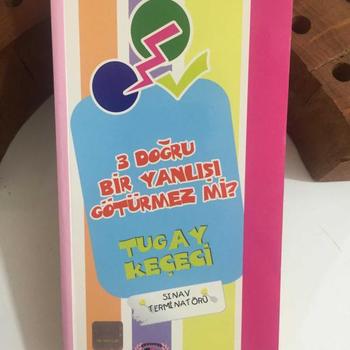 3 DOĞRU
BİR YANLIŞI
GÖTÜRMEZ Mİ?
TUGAY
KEÇECİ
SINAV
TERMİNATÖRÜ